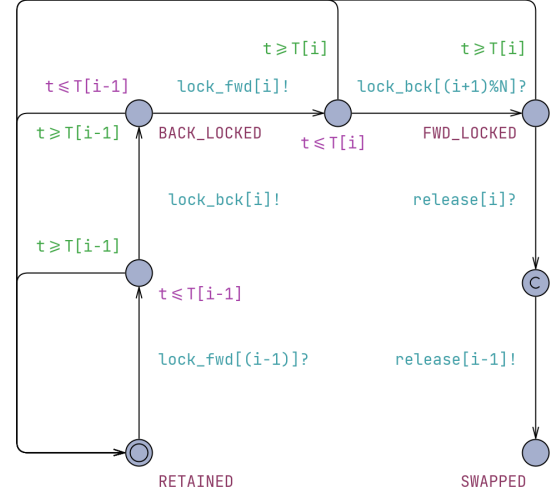 t⩾T[i] t⩾T[i]
t⩽T[i-1] lock_fwd[i]! lock_bck[(i+1)%N]?
t⩾T[i-1] BACK_LOCKED t⩽T[i] FWD_LOCKED
lock_bck[i]! release[i]?
t⩾T[i-1]
t⩽T[i-1] C
lock_fwd[(i-1)]? release[i-1]!
RETAINED SWAPPED